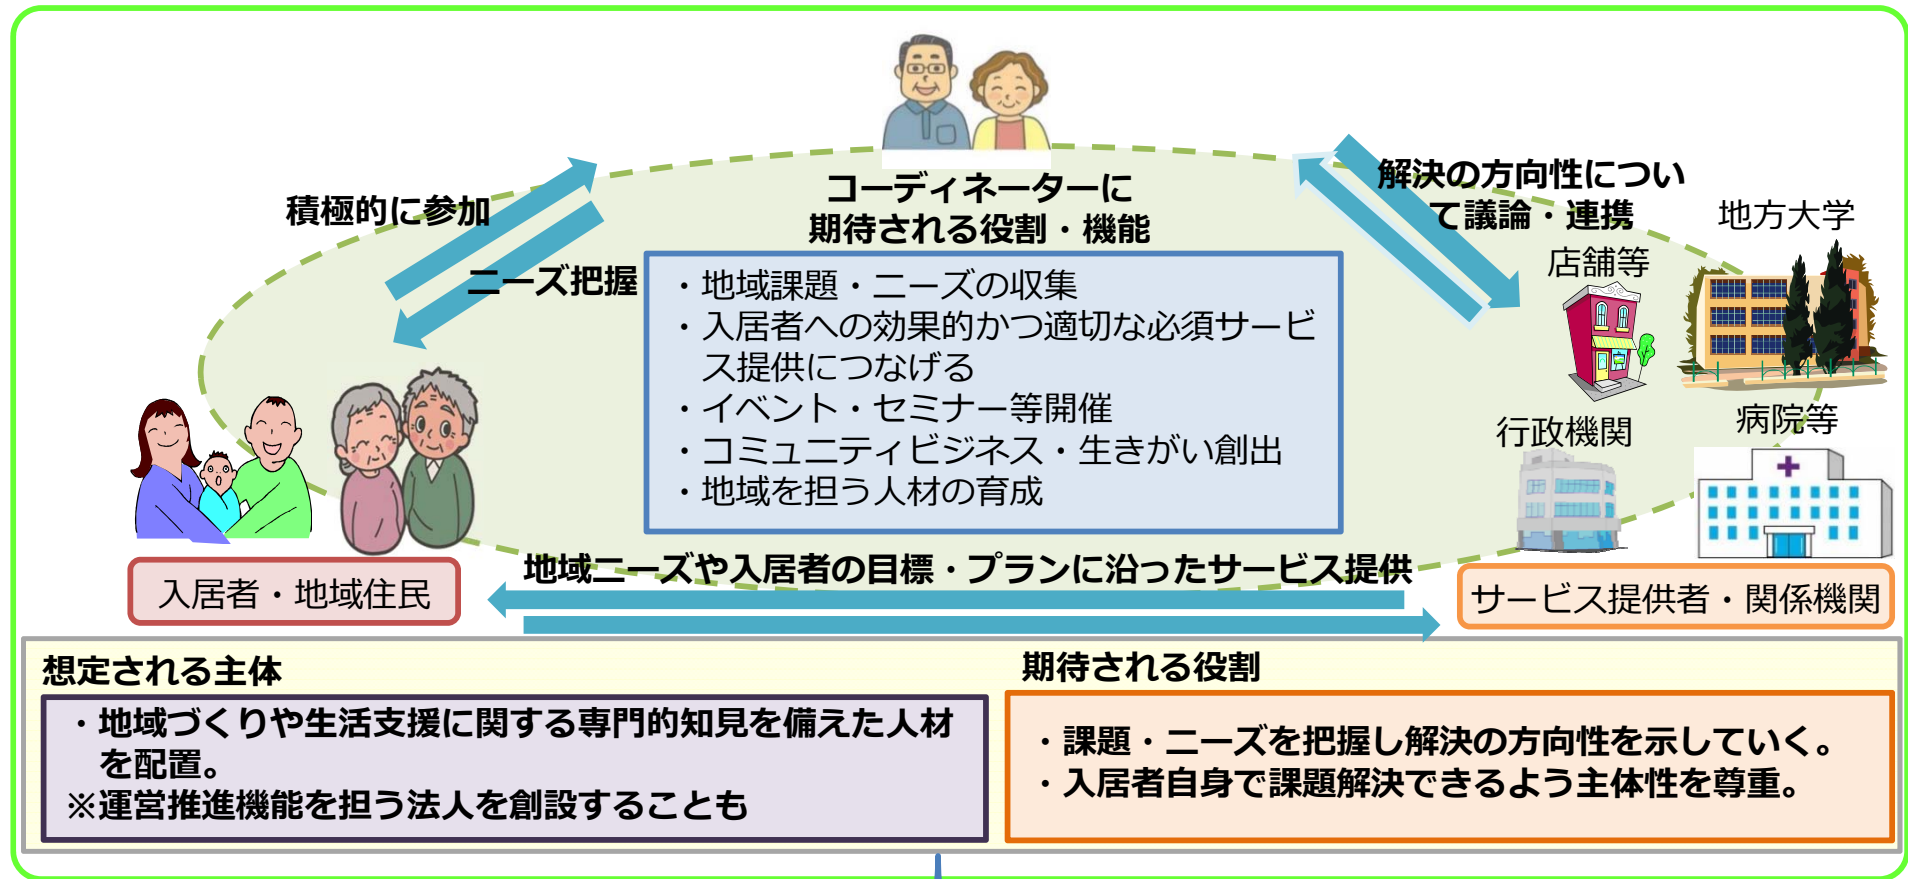 コーディネーターに
期待される役割・機能
積極的に参加
ニーズ把握
解決の方向性につい
て議論・連携
・地域課題・ニーズの収集
・入居者への効果的かつ適切な必須サービ
ス提供につなげる
・イベント・セミナー等開催
・コミュニティビジネス・生きがい創出
・地域を担う人材の育成
地方大学
店舗等
行政機関
病院等
地域ニーズや入居者の目標・プランに沿ったサービス提供
入居者・地域住民
サービス提供者・関係機関
想定される主体
・地域づくりや生活支援に関する専門的知見を備えた人材
を配置。
※運営推進機能を担う法人を創設することも
期待される役割
・課題・ニーズを把握し解決の方向性を示していく。
・入居者自身で課題解決できるよう主体性を尊重。